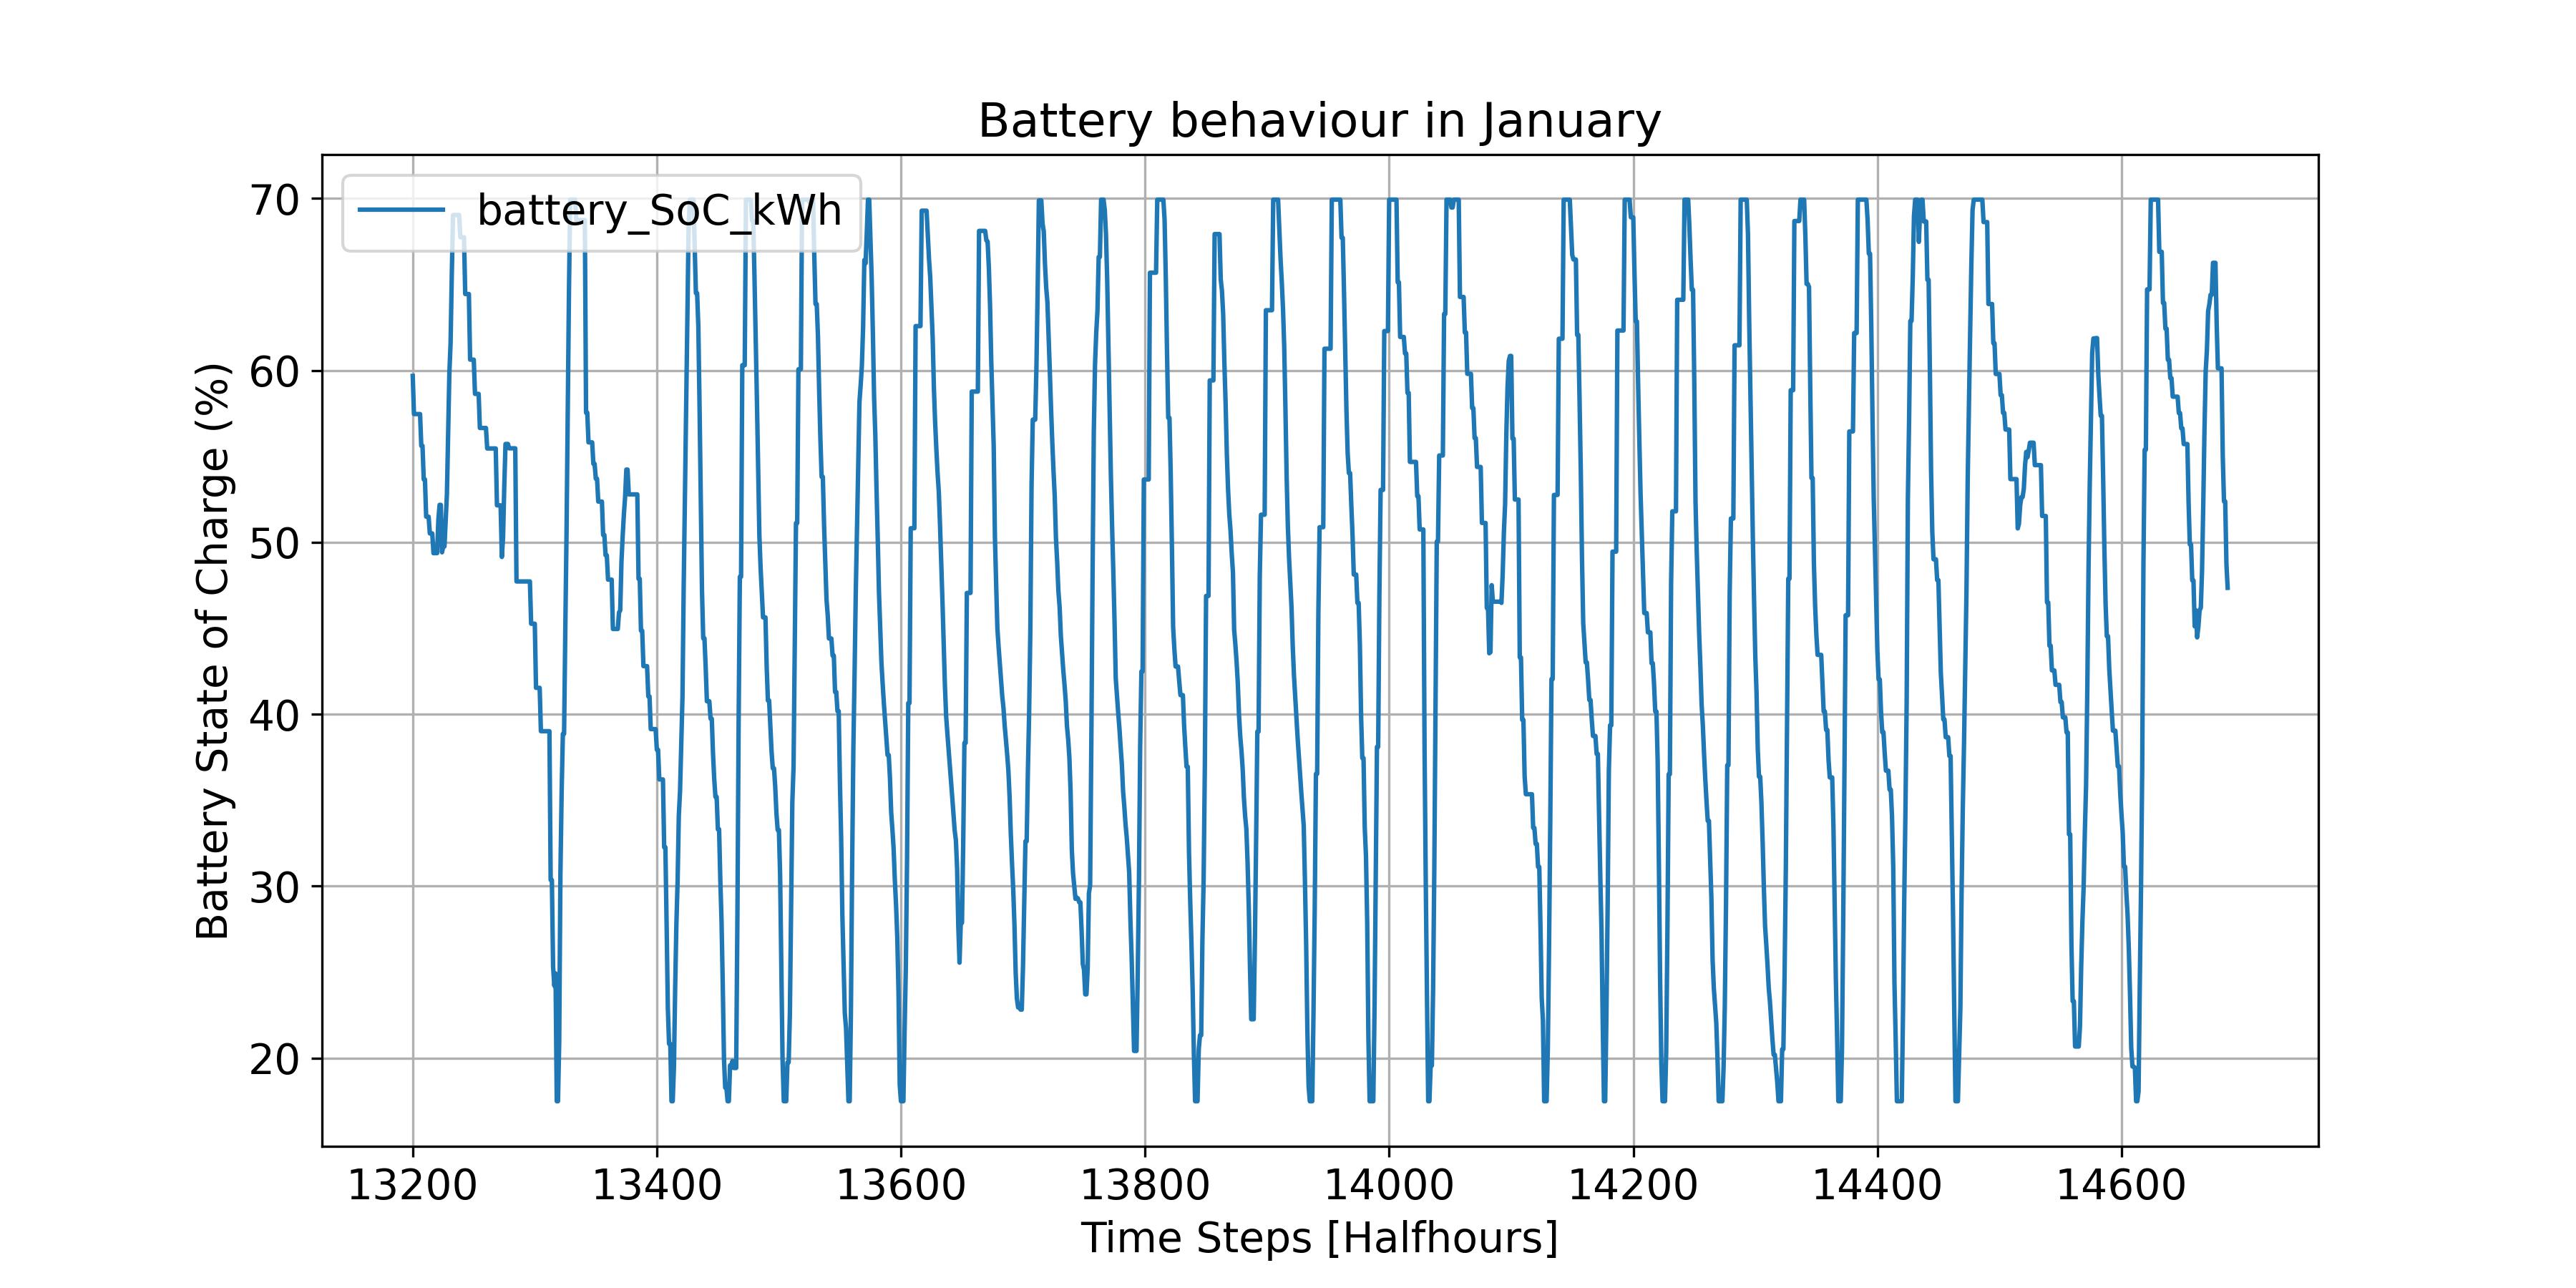 Battery behaviour in January
battery_SoC_kWh
Battery State of Charge (%)
70
60
50
40
30
20
13200 13400 13600 13800 14000 14200 14400 14600
Time Steps [Halfhours]